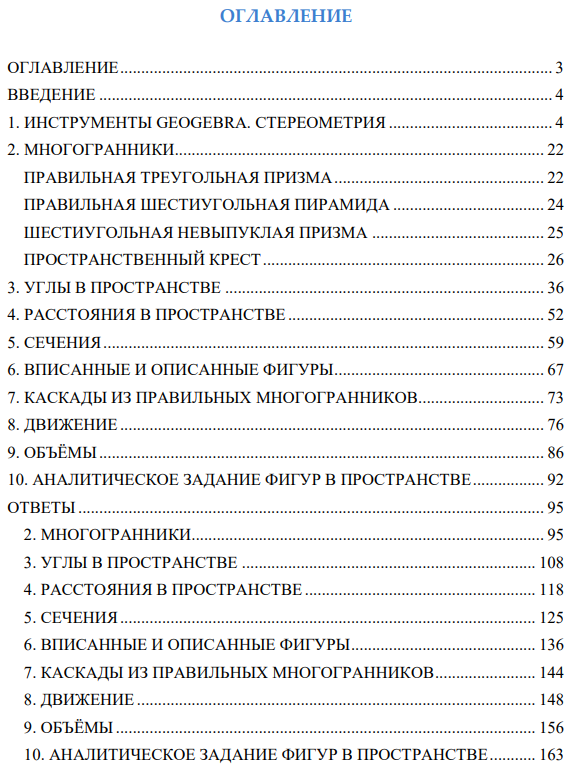 ОГЛАВЛЕНИЕ
ОГЛАВЛЕНИЕ 3
ВВЕДЕНИЕ 4
1. ИНСТРУМЕНТЫ GEOGEBRA. СТЕРЕОМЕТРИЯ 4
2. МНОГОГРАННИКИ 22
ПРАВИЛЬНАЯ ТРЕУГОЛЬНАЯ ПРИЗМА 22
ПРАВИЛЬНАЯ ШЕСТИУГОЛЬНАЯ ПИРАМИДА 24
ШЕСТИУГОЛЬНАЯ НЕВЫПУКЛАЯ ПРИЗМА 25
ПРОСТРАНСТВЕННЫЙ КРЕСТ 26
3. УГЛЫ В ПРОСТРАНСТВЕ 36
4. РАССТОЯНИЯ В ПРОСТРАНСТВЕ 52
5. СЕЧЕНИЯ 59
6. ВПИСАННЫЕ И ОПИСАННЫЕ ФИГУРЫ 67
7. КАСКАДЫ ИЗ ПРАВИЛЬНЫХ МНОГОГРАННИКОВ 73
8. ДВИЖЕНИЕ 76
9. ОБЪЁМЫ 86
10. АНАЛИТИЧЕСКОЕ ЗАДАНИЕ ФИГУР В ПРОСТРАНСТВЕ 92
ОТВЕТЫ 95
2. МНОГОГРАННИКИ 95
3. УГЛЫ В ПРОСТРАНСТВЕ 108
4. РАССТОЯНИЯ В ПРОСТРАНСТВЕ 118
5. СЕЧЕНИЯ 125
6. ВПИСАННЫЕ И ОПИСАННЫЕ ФИГУРЫ 136
7. КАСКАДЫ ИЗ ПРАВИЛЬНЫХ МНОГОГРАННИКОВ 144
8. ДВИЖЕНИЕ 148
9. ОБЪЁМЫ 156
10. АНАЛИТИЧЕСКОЕ ЗАДАНИЕ ФИГУР В ПРОСТРАНСТВЕ 163